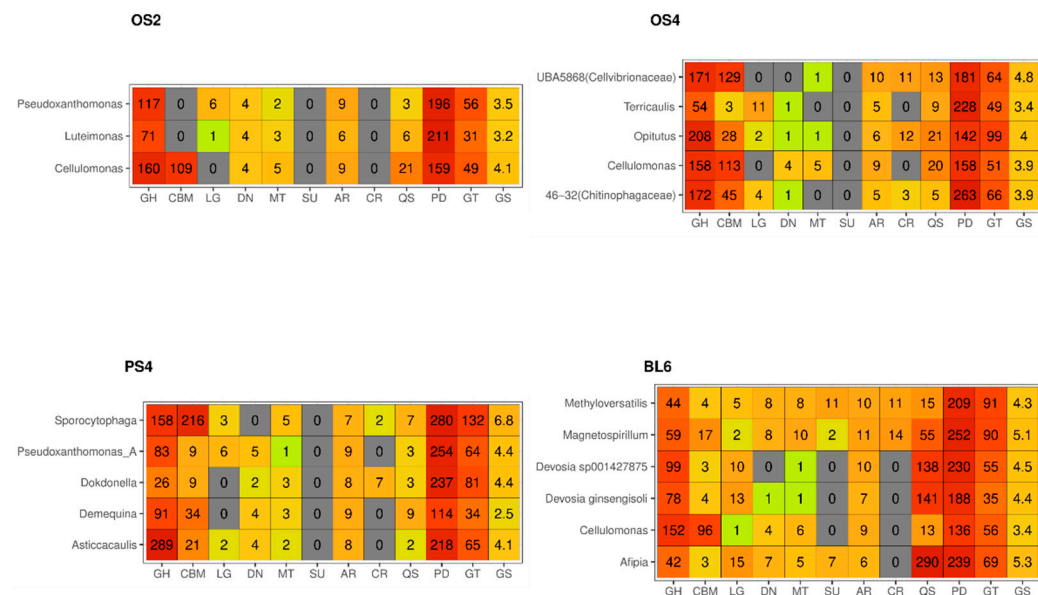 OS2
Pseudoxanthomonas 117 0 6 4 2 0 9 0 3 196 56 3.5
Luteimonas 71 0 1 4 3 0 6 0 6 211 31 3.2
Cellulomonas 160 109 0 4 5 0 9 0 21 159 49 4.1
GH CBM LG DN MT SU AR CR QS PD GT GS
OS4
UBA5868(Cellvibrionaceae) 171 129 0 0 1 0 10 11 13 181 64 4.8
Terricaulis 54 3 11 1 0 0 5 0 9 228 49 3.4
Opitutus 208 28 2 1 1 0 6 12 21 142 99 4
Cellulomonas 158 113 0 4 5 0 9 0 20 158 51 3.9
46−32(Chitinophagaceae) 172 45 4 1 0 0 5 3 5 263 66 3.9
GH CBM LG DN MT SU AR CR QS PD GT GS
PS4
Sporocytophaga 158 216 3 0 5 0 7 2 7 280 132 6.8
Pseudoxanthomonas_A 83 9 6 5 1 0 9 0 3 254 64 4.4
Dokdonella 26 9 0 2 3 0 8 7 3 237 81 4.4
Demequina 91 34 0 4 3 0 9 0 9 114 34 2.5
Asticcacaulis 289 21 2 4 2 0 8 0 2 218 65 4.1
GH CBM LG DN MT SU AR CR QS PD GT GS
BL6
Methyloversatilis 44 4 5 8 8 11 10 11 15 209 91 4.3
Magnetospirillum 59 17 2 8 10 2 11 14 55 252 90 5.1
Devosia sp001427875 99 3 10 0 1 0 10 0 138 230 55 4.5
Devosia ginsengisoli 78 4 13 1 1 0 7 0 141 188 35 4.4
Cellulomonas 152 96 1 4 6 0 9 0 13 136 56 3.4
Afipia 42 3 15 7 5 7 6 0 290 239 69 5.3
GH CBM LG DN MT SU AR CR QS PD GT GS